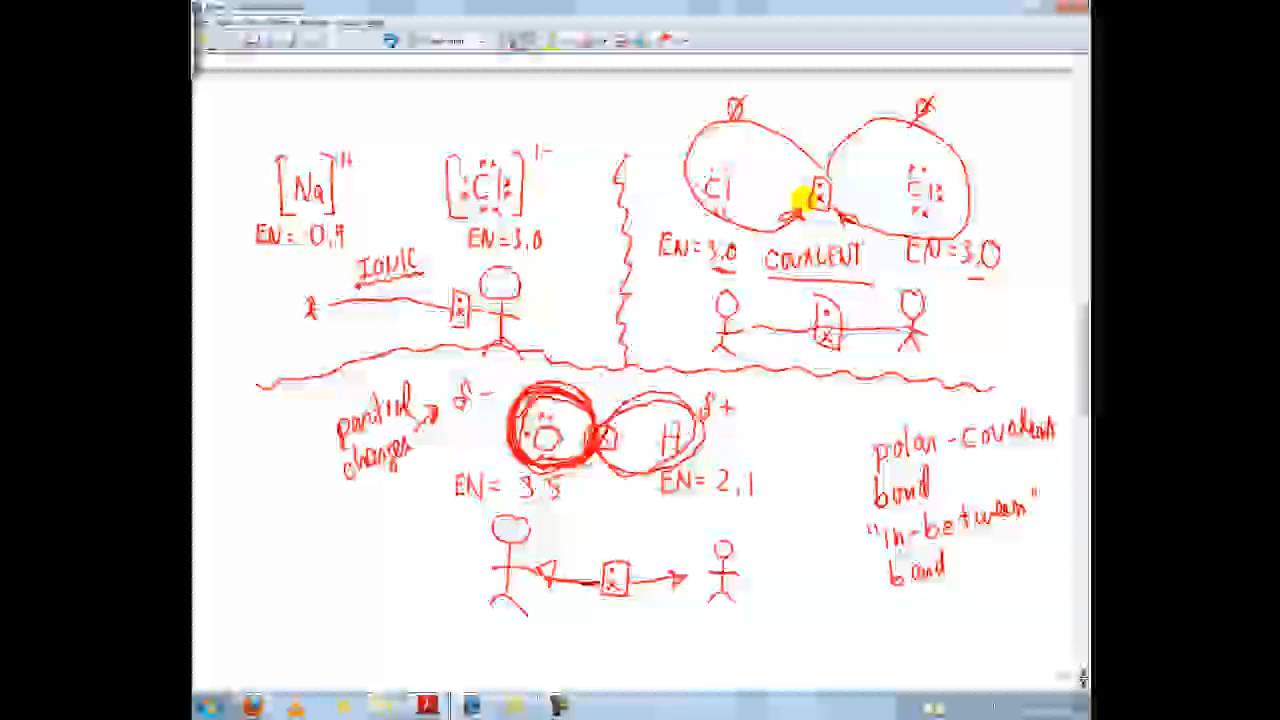 [Na]1+
[Cl]1-
EN= 0.9
EN=3.0
IONIC
Cl
Cl
EN=3.0
COVALENT
EN=3.0
partial
charges
δ-
O
H
δ+
EN= 3.5
EN= 2.1
polar-covalent
bond
"in-between"
bond